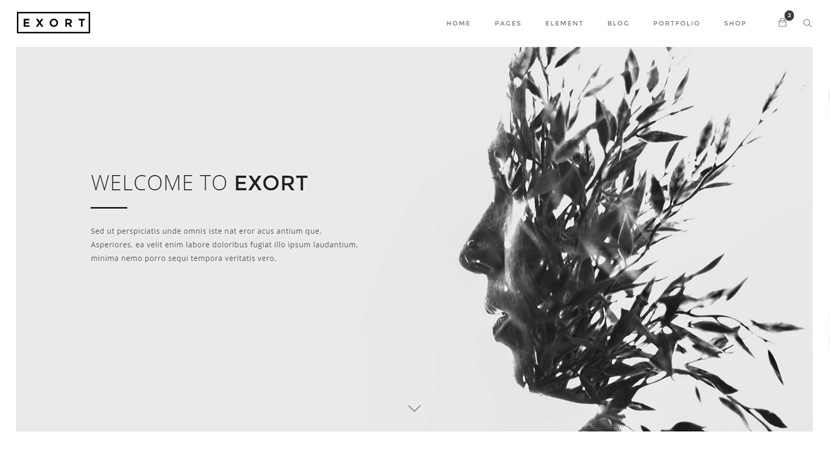 EXORT
HOME PAGES ELEMENT BLOG PORTFOLIO SHOP 2
WELCOME TO EXORT
Sed ut perspiciatis unde omnis iste nat eror acus antium que.
Asperiores, ea velit enim labore doloribus fugiat illo ipsum laudantium,
minima nemo porro sequi tempora veritatis vero.